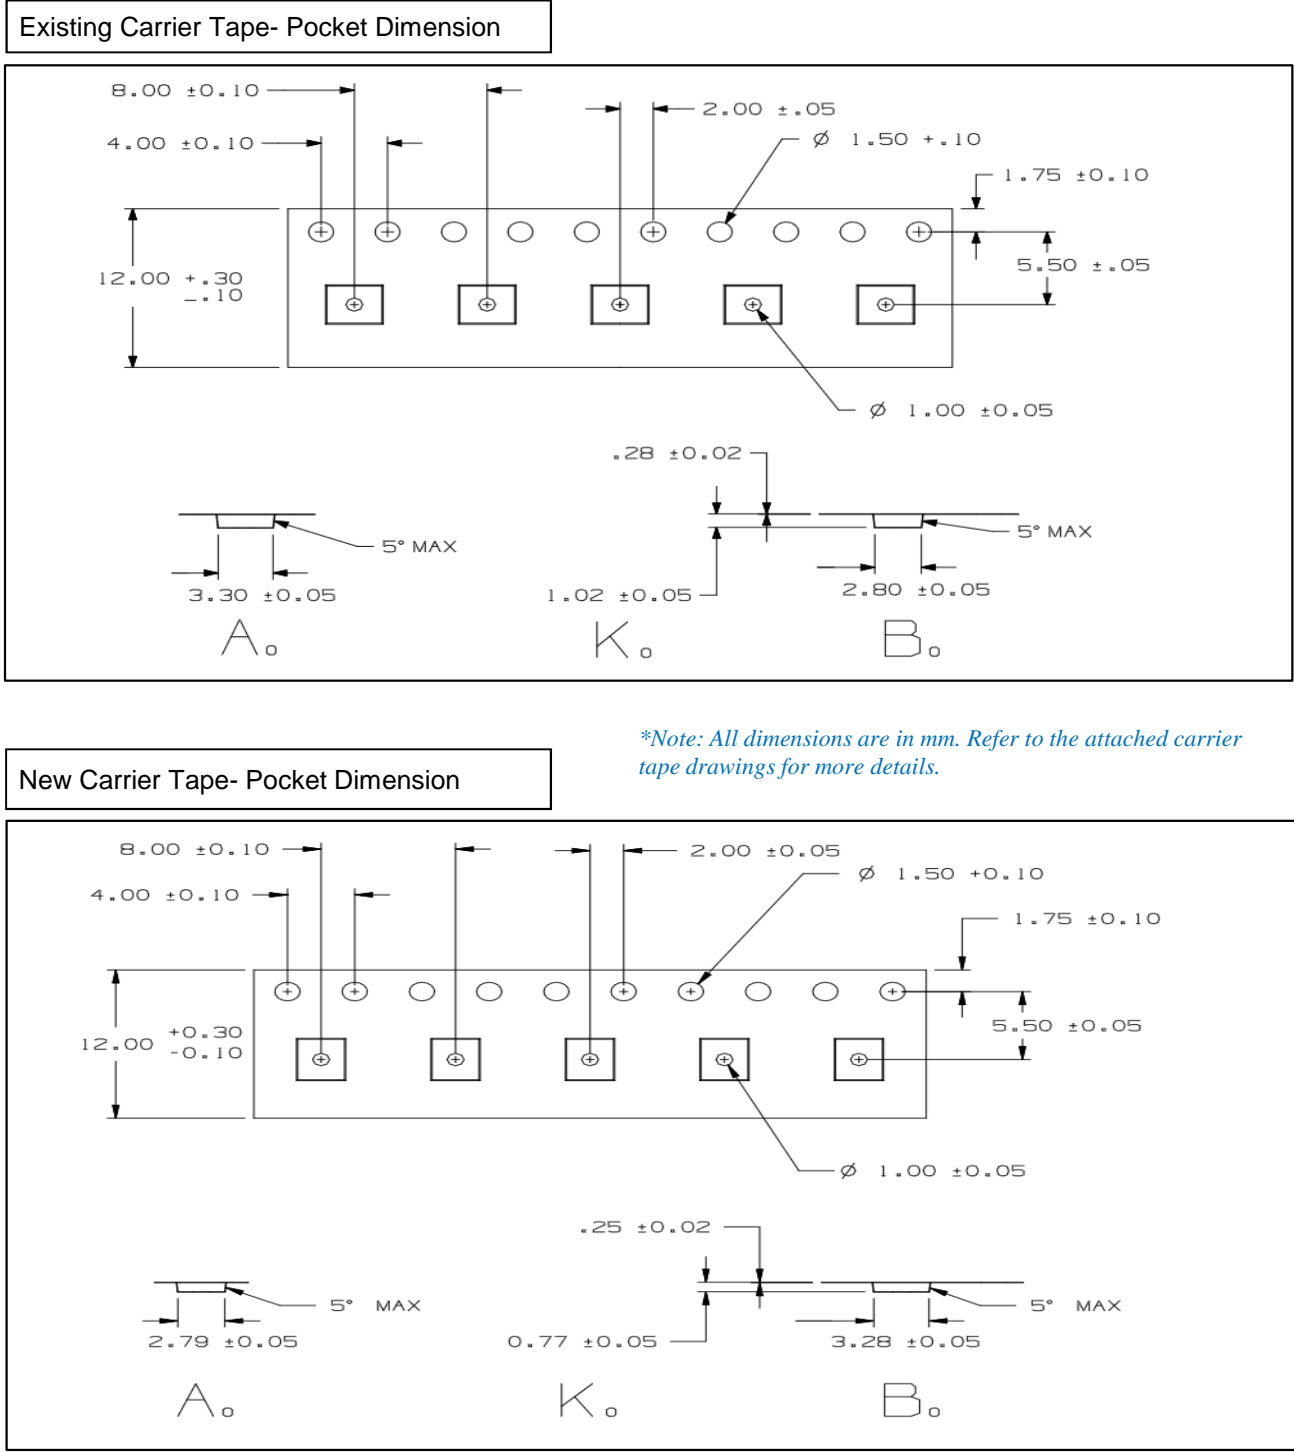 Existing Carrier Tape- Pocket Dimension
8.00 ±0.10
2.00 ±.05
4.00 ±0.10
Ø 1.50 +.10
1.75 ±0.10
12.00 +.30
-.10
5.50 ±.05
Ø 1.00 ±0.05
.28 ±0.02
5° MAX
5° MAX
3.30 ±0.05
1.02 ±0.05
2.80 ±0.05
Ao
Ko
Bo
*Note: All dimensions are in mm. Refer to the attached carrier
tape drawings for more details.
New Carrier Tape- Pocket Dimension
8.00 ±0.10
2.00 ±0.05
4.00 ±0.10
Ø 1.50 +0.10
1.75 ±0.10
12.00 +0.30
-0.10
5.50 ±0.05
Ø 1.00 ±0.05
.25 ±0.02
5° MAX
5° MAX
2.79 ±0.05
0.77 ±0.05
3.28 ±0.05
Ao
Ko
Bo